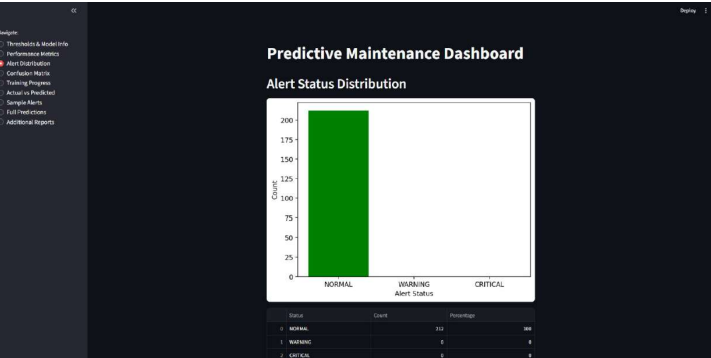 Deploy
Navigate:
Thresholds & Model Info
Performance Metrics
Alert Distribution
Confusion Matrix
Training Progress
Actual vs Predicted
Sample Alerts
Full Predictions
Additional Reports
Predictive Maintenance Dashboard
Alert Status Distribution
200
175
150
125
100
75
50
25
0
Count
NORMAL WARNING CRITICAL
Alert Status
Status Count Percentage
0 NORMAL 212 100
1 WARNING 0 0
2 CRITICAL 0 0